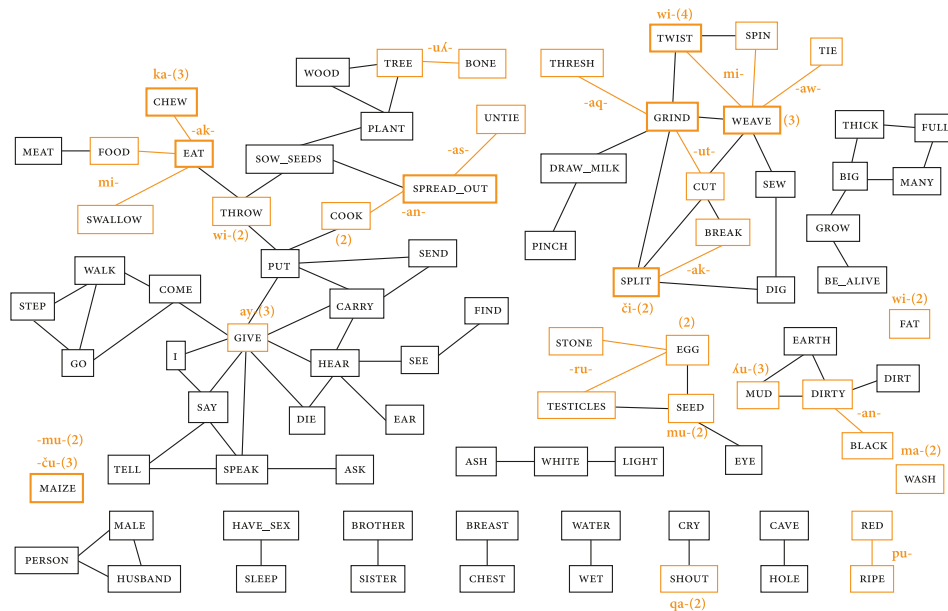 wi-(4)
TWIST
SPIN
TIE
-uʎ-
WOOD
TREE
BONE
THRESH
mi-
-aw-
ka-(3)
CHEW
-aq-
GRIND
WEAVE
(3)
UNTIE
PLANT
THICK
FULL
-ak-
MEAT
FOOD
EAT
-as-
SOW_SEEDS
-ut-
DRAW_MILK
mi-
SPREAD_OUT
CUT
SEW
BIG
MANY
SWALLOW
THROW
COOK
-an-
wi-(2)
(2)
BREAK
GROW
PINCH
SEND
PUT
WALK
-ak-
COME
SPLIT
DIG
BE_ALIVE
STEP
CARRY
či-(2)
wi-(2)
FIND
ay-(3)
FAT
GIVE
(2)
STONE
EGG
EARTH
I
GO
HEAR
SEE
-ru-
ʎu-(3)
DIRT
MUD
DIRTY
SAY
DIE
EAR
TESTICLES
SEED
-an-
mu-(2)
-mu-(2)
BLACK
ma-(2)
-ču-(3)
TELL
SPEAK
ASK
ASH
WHITE
LIGHT
EYE
WASH
MAIZE
MALE
HAVE_SEX
BROTHER
BREAST
WATER
CRY
CAVE
RED
PERSON
pu-
HUSBAND
SLEEP
SISTER
CHEST
WET
SHOUT
HOLE
RIPE
qa-(2)